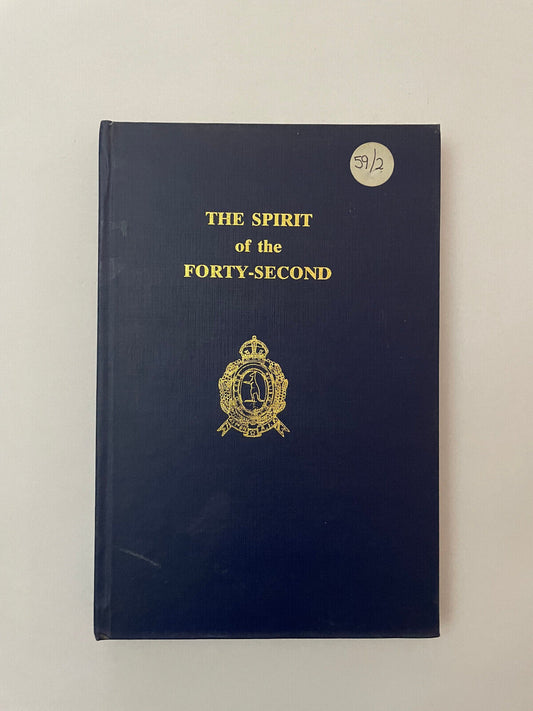 59/2
THE SPIRIT
of the
FORTY-SECOND